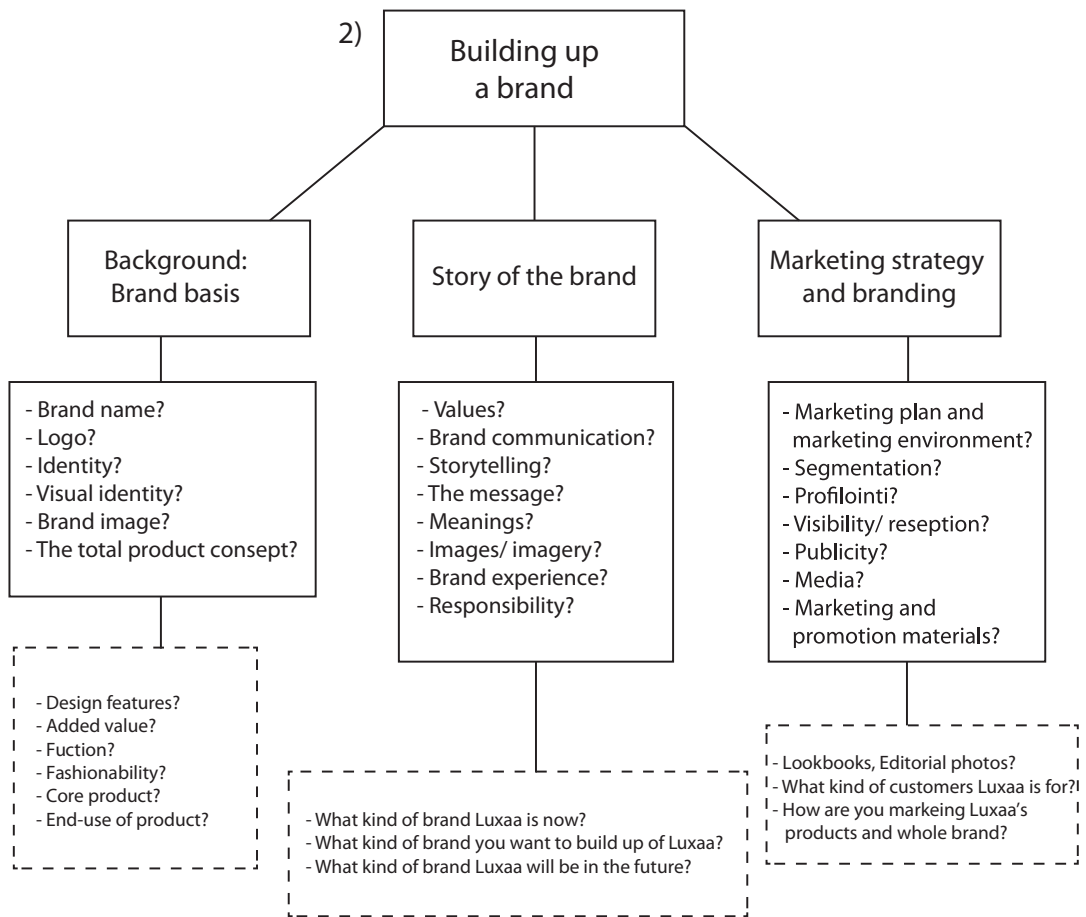 2)
Building up
a brand
Background:
Brand basis
Story of the brand
Marketing strategy
and branding
- Brand name?
- Logo?
- Identity?
- Visual identity?
- Brand image?
- The total product consept?
- Values?
- Brand communication?
- Storytelling?
- The message?
- Meanings?
- Images/ imagery?
- Brand experience?
- Responsibility?
- Marketing plan and
marketing environment?
- Segmentation?
- Profilointi?
- Visibility/ reseption?
- Publicity?
- Media?
- Marketing and
promotion materials?
- Design features?
- Added value?
- Fuction?
- Fashionability?
- Core product?
- End-use of product?
- What kind of brand Luxaa is now?
- What kind of brand you want to build up of Luxaa?
- What kind of brand Luxaa will be in the future?
- Lookbooks, Editorial photos?
- What kind of customers Luxaa is for?
- How are you markeing Luxaa's
products and whole brand?